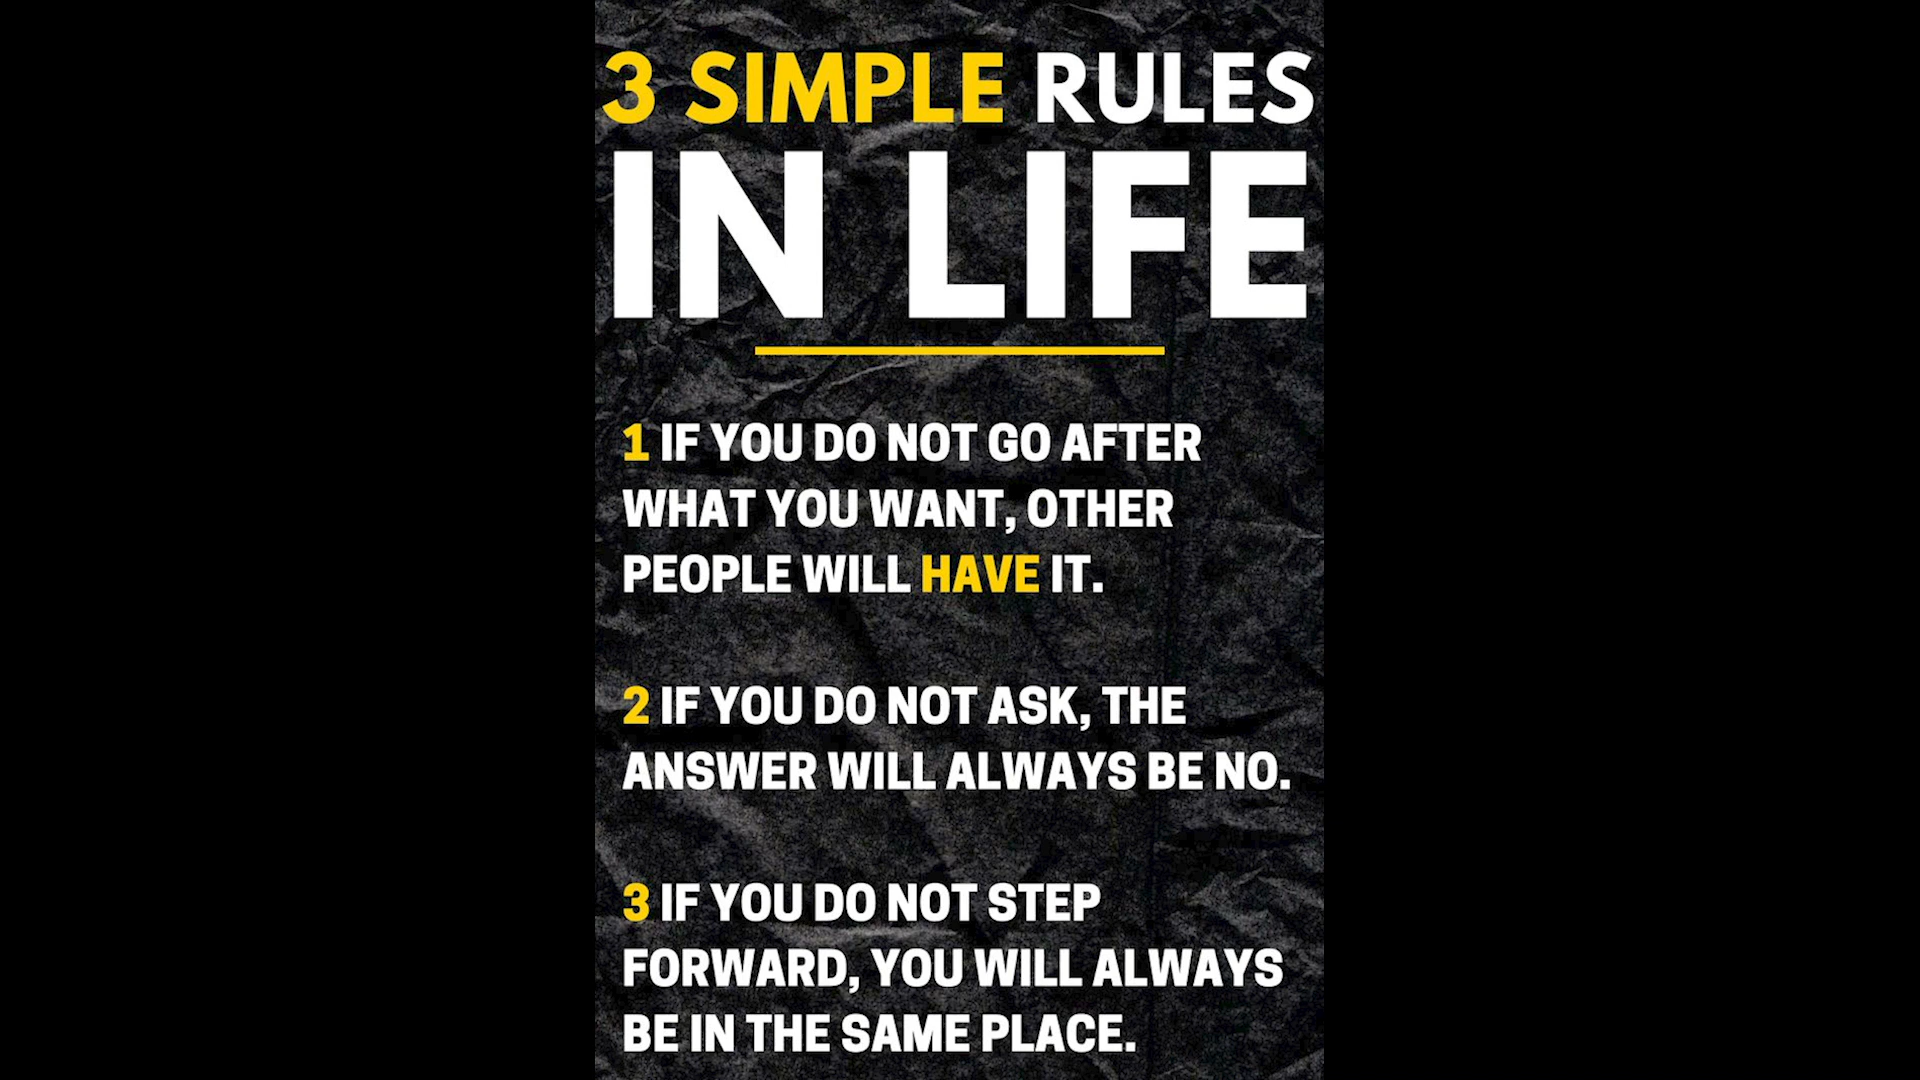 3 SIMPLE RULES
IN LIFE
1 IF YOU DO NOT GO AFTER
WHAT YOU WANT, OTHER
PEOPLE WILL HAVE IT.
2 IF YOU DO NOT ASK, THE
ANSWER WILL ALWAYS BE NO.
3 IF YOU DO NOT STEP
FORWARD, YOU WILL ALWAYS
BE IN THE SAME PLACE.